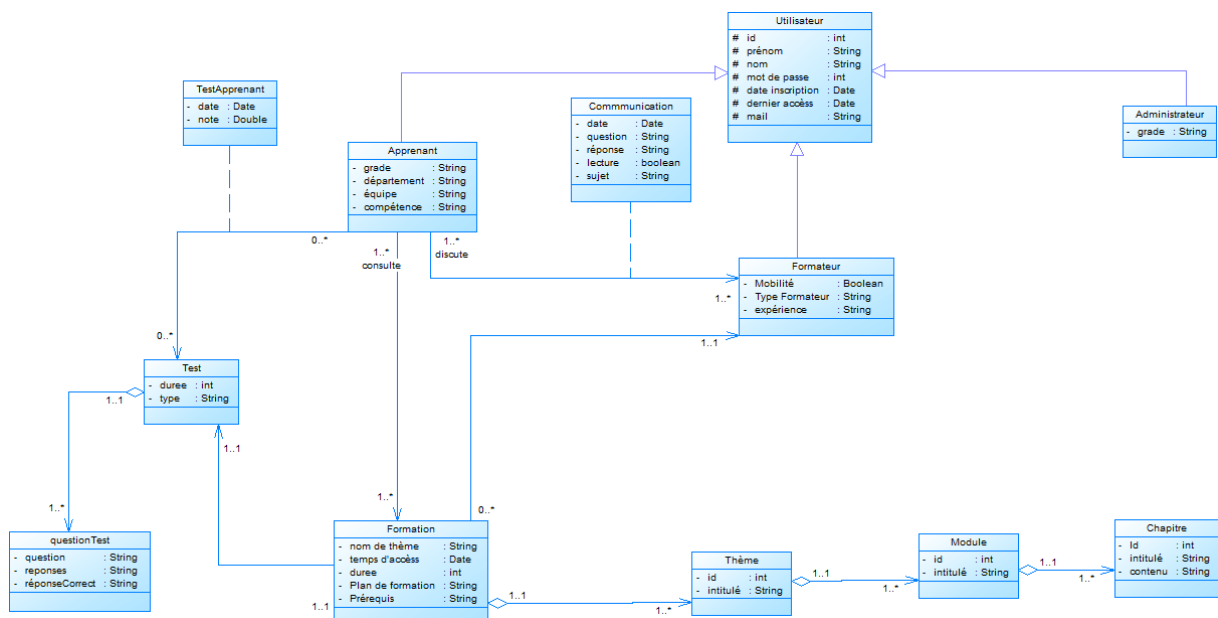 Utilisateur
# id : int
# prénom : String
# nom : String
# mot de passe : int
# date inscription : Date
# dernier accèss : Date
# mail : String
TestApprenant
- date : Date
- note : Double
Commmunication
- date : Date
- question : String
- réponse : String
- lecture : boolean
- sujet : String
Administrateur
- grade : String
Apprenant
- grade : String
- département : String
- équipe : String
- compétence : String
0..*
1..*
consulte
1..*
discute
Formateur
- Mobilité : Boolean
- Type Formateur : String
- expérience : String
1..*
1..1
0..*
Test
- duree : int
- type : String
1..1
1..1
1..*
1..*
0..*
questionTest
- question : String
- reponses : String
- réponseCorrect : String
Formation
- nom de thème : String
- temps d'accèss : Date
- duree : int
- Plan de formation : String
- Prérequis : String
1..1
1..1
1..*
Thème
- id : int
- intitulé : String
1..1
1..*
Module
- id : int
- intitulé : String
1..1
1..*
Chapitre
- Id : int
- intitulé : String
- contenu : String